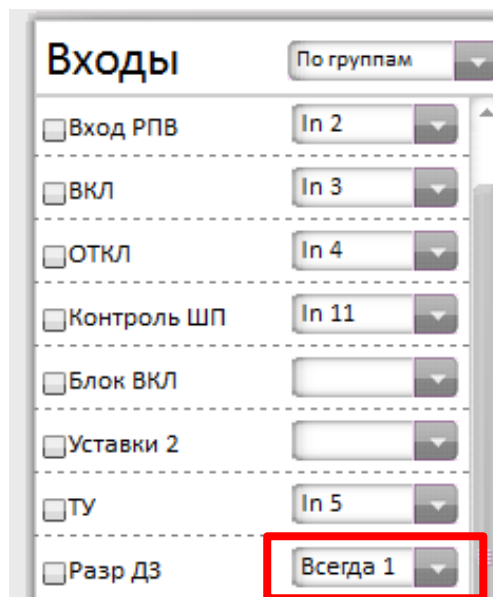 Входы По группам
Вход РПВ In 2
ВКЛ In 3
ОТКЛ In 4
Контроль ШП In 11
Блок ВКЛ
Уставки 2
ТУ In 5
Разр ДЗ Всегда 1